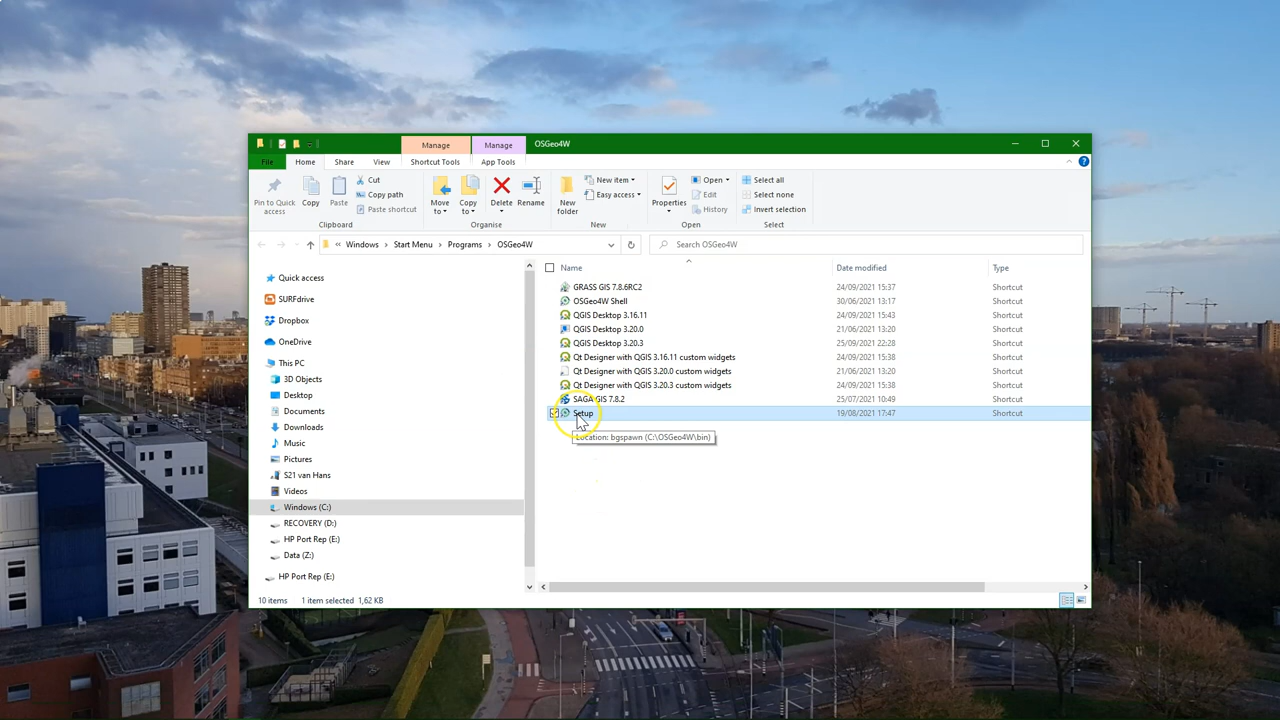 Manage
Manage
OSGeo4W
File
Home
Share
View
Shortcut Tools
App Tools
Pin to Quick access
Copy
Paste
Cut
Copy path
Paste shortcut
Clipboard
Move to
Copy to
Delete
Rename
Organise
New folder
New item
Easy access
New
Properties
Open
Edit
History
Open
Select all
Select none
Invert selection
Select
« Windows > Start Menu > Programs > OSGeo4W
Search OSGeo4W
Quick access
SURFdrive
Dropbox
OneDrive
This PC
3D Objects
Desktop
Documents
Downloads
Music
Pictures
S21 van Hans
Videos
Windows (C:)
RECOVERY (D:)
HP Port Rep (E:)
Data (Z:)
HP Port Rep (E:)
Name Date modified Type
GRASS GIS 7.8.6RC2 24/09/2021 15:37 Shortcut
OSGeo4W Shell 30/06/2021 13:17 Shortcut
QGIS Desktop 3.16.11 24/09/2021 15:43 Shortcut
QGIS Desktop 3.20.0 21/06/2021 13:20 Shortcut
QGIS Desktop 3.20.3 25/09/2021 22:28 Shortcut
Qt Designer with QGIS 3.16.11 custom widgets 24/09/2021 15:38 Shortcut
Qt Designer with QGIS 3.20.0 custom widgets 21/06/2021 13:20 Shortcut
Qt Designer with QGIS 3.20.3 custom widgets 24/09/2021 15:38 Shortcut
SAGA GIS 7.8.2 25/07/2021 10:49 Shortcut
Setup 19/08/2021 17:47 Shortcut
Location: bgspawn (C:\OSGeo4W\bin)
10 items 1 item selected 1,62 KB